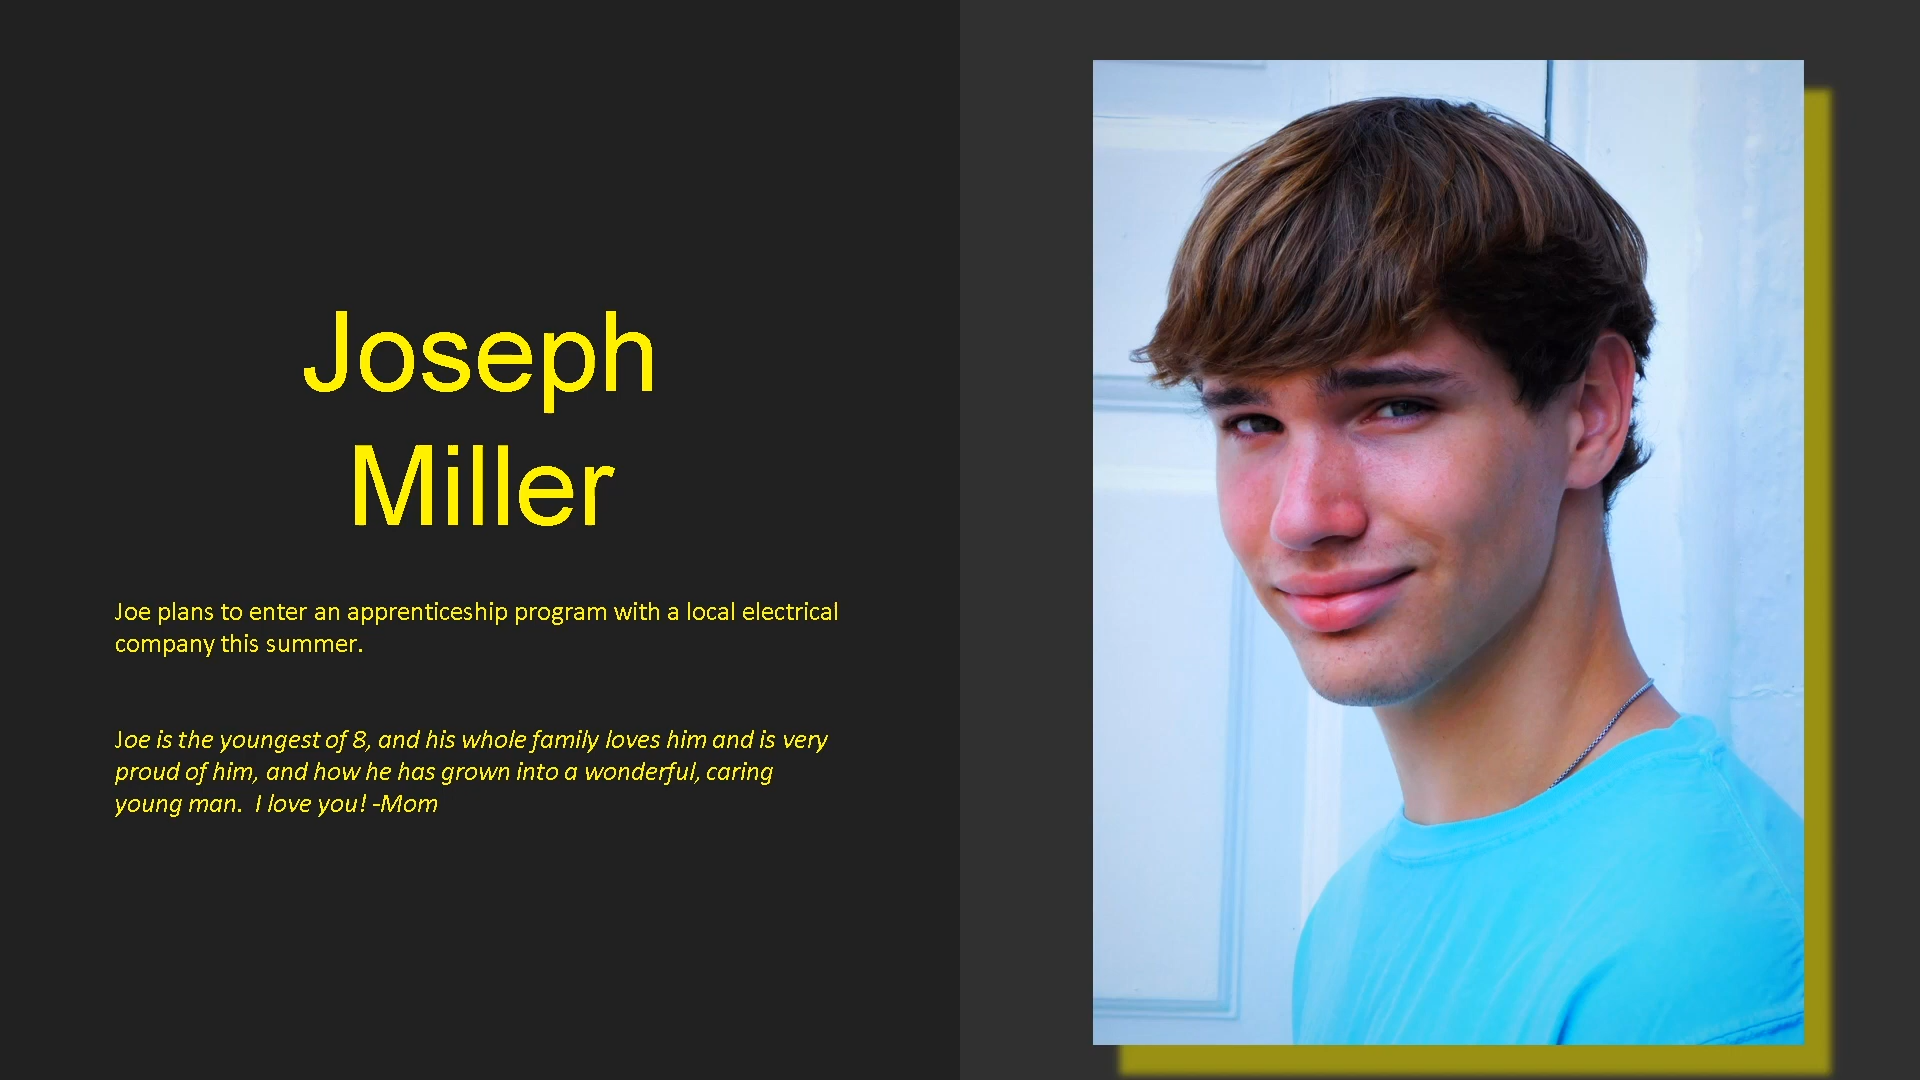 Joseph
Miller
Joe plans to enter an apprenticeship program with a local electrical
company this summer.
Joe is the youngest of 8, and his whole family loves him and is very
proud of him, and how he has grown into a wonderful, caring
young man.  I love you! -Mom